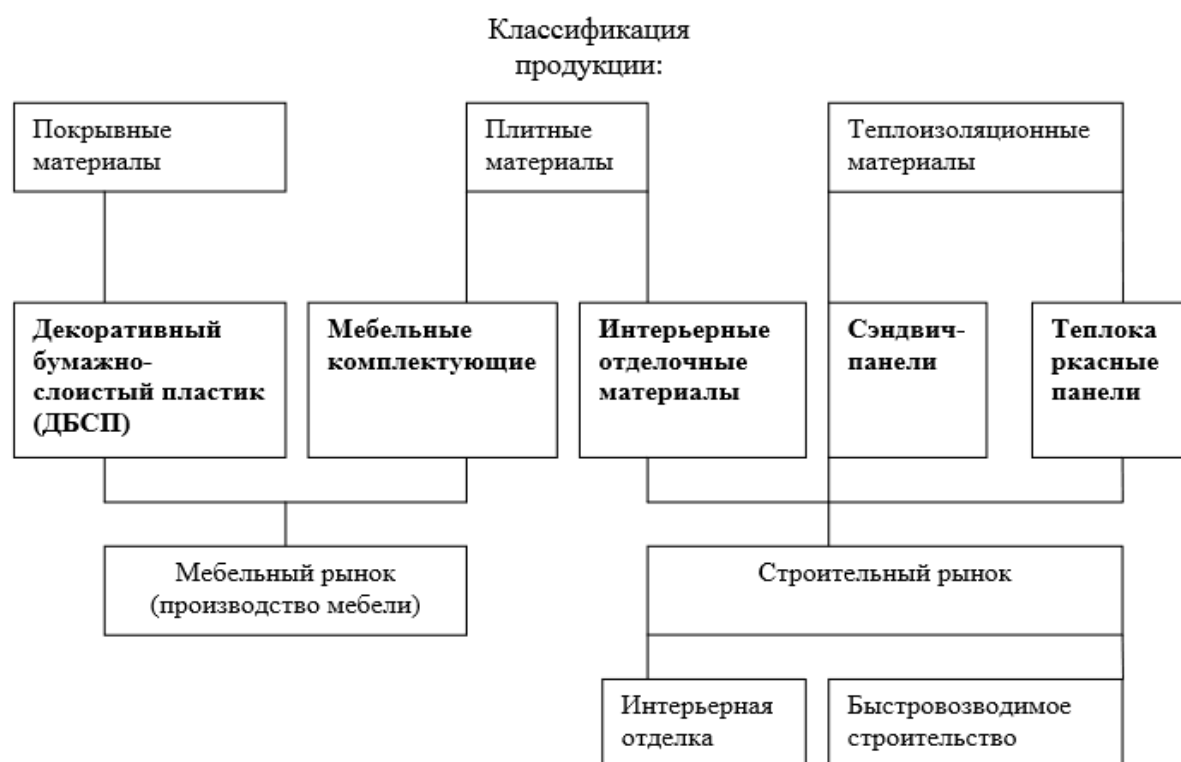 Классификация
продукции:
Покрывные
материалы
Плитные
материалы
Теплоизоляционные
материалы
Декоративный
бумажно-
слоистый пластик
(ДБСП)
Мебельные
комплектующие
Интерьерные
отделочные
материалы
Сэндвич-
панели
Теплока
ркасные
панели
Мебельный рынок
(производство мебели)
Строительный рынок
Интерьерная
отделка
Быстровозводимое
строительство